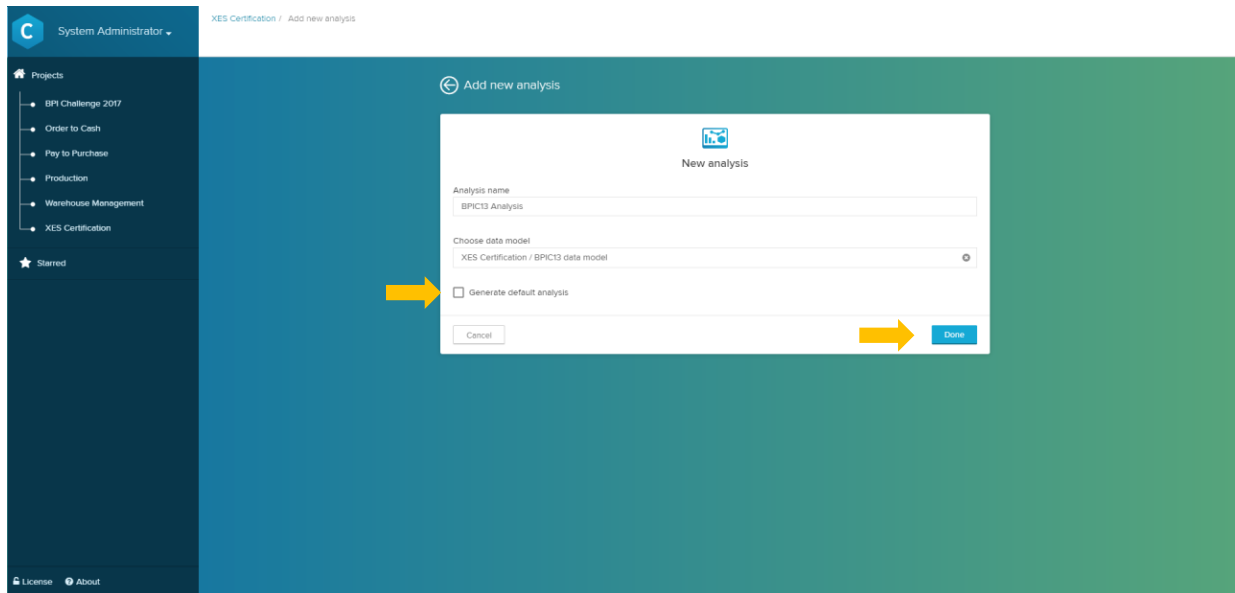 C
System Administrator
XES Certification / Add new analysis
Projects
BPI Challenge 2017
Order to Cash
Pay to Purchase
Production
Warehouse Management
XES Certification
Starred
Add new analysis
New analysis
Analysis name
BPIC13 Analysis
Choose data model
XES Certification / BPIC13 data model
Generate default analysis
Cancel
Done
License
About